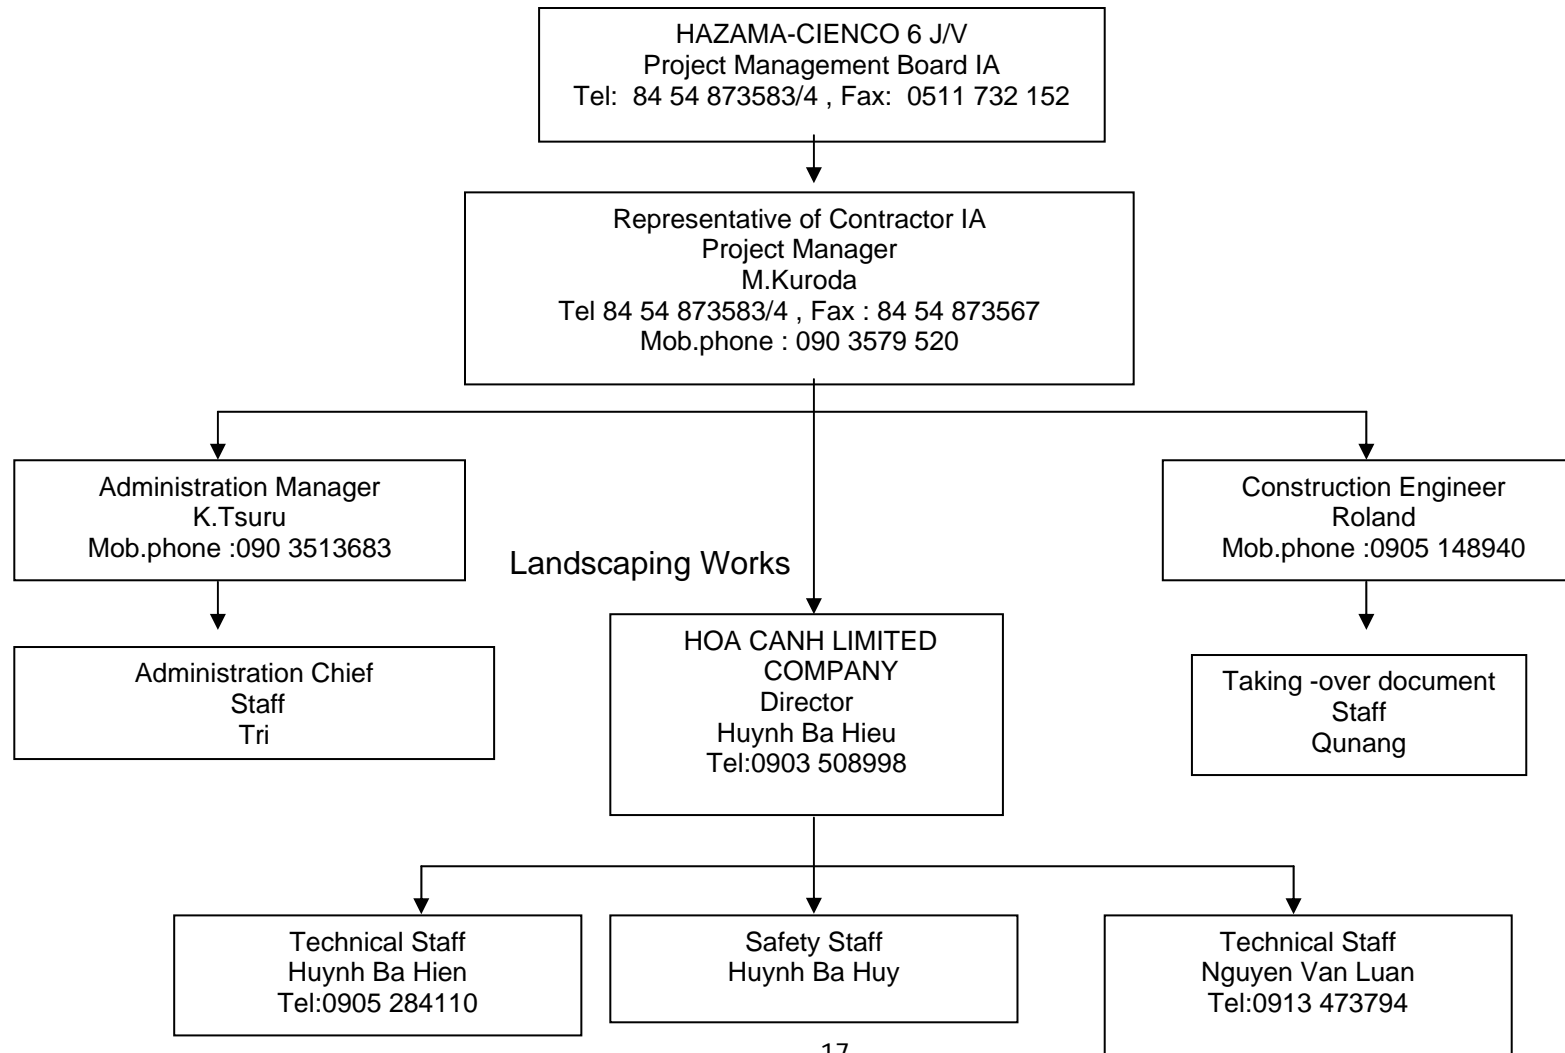 HAZAMA-CIENCO 6 J/V
Project Management Board IA
Tel: 84 54 873583/4 , Fax: 0511 732 152
Representative of Contractor IA
Project Manager
M.Kuroda
Tel 84 54 873583/4 , Fax : 84 54 873567
Mob.phone : 090 3579 520
Administration Manager
K.Tsuru
Mob.phone :090 3513683
Landscaping Works
Construction Engineer
Roland
Mob.phone :0905 148940
Administration Chief
Staff
Tri
HOA CANH LIMITED
COMPANY
Director
Huynh Ba Hieu
Tel:0903 508998
Taking -over document
Staff
Qunang
Technical Staff
Huynh Ba Hien
Tel:0905 284110
Safety Staff
Huynh Ba Huy
Technical Staff
Nguyen Van Luan
Tel:0913 473794
17